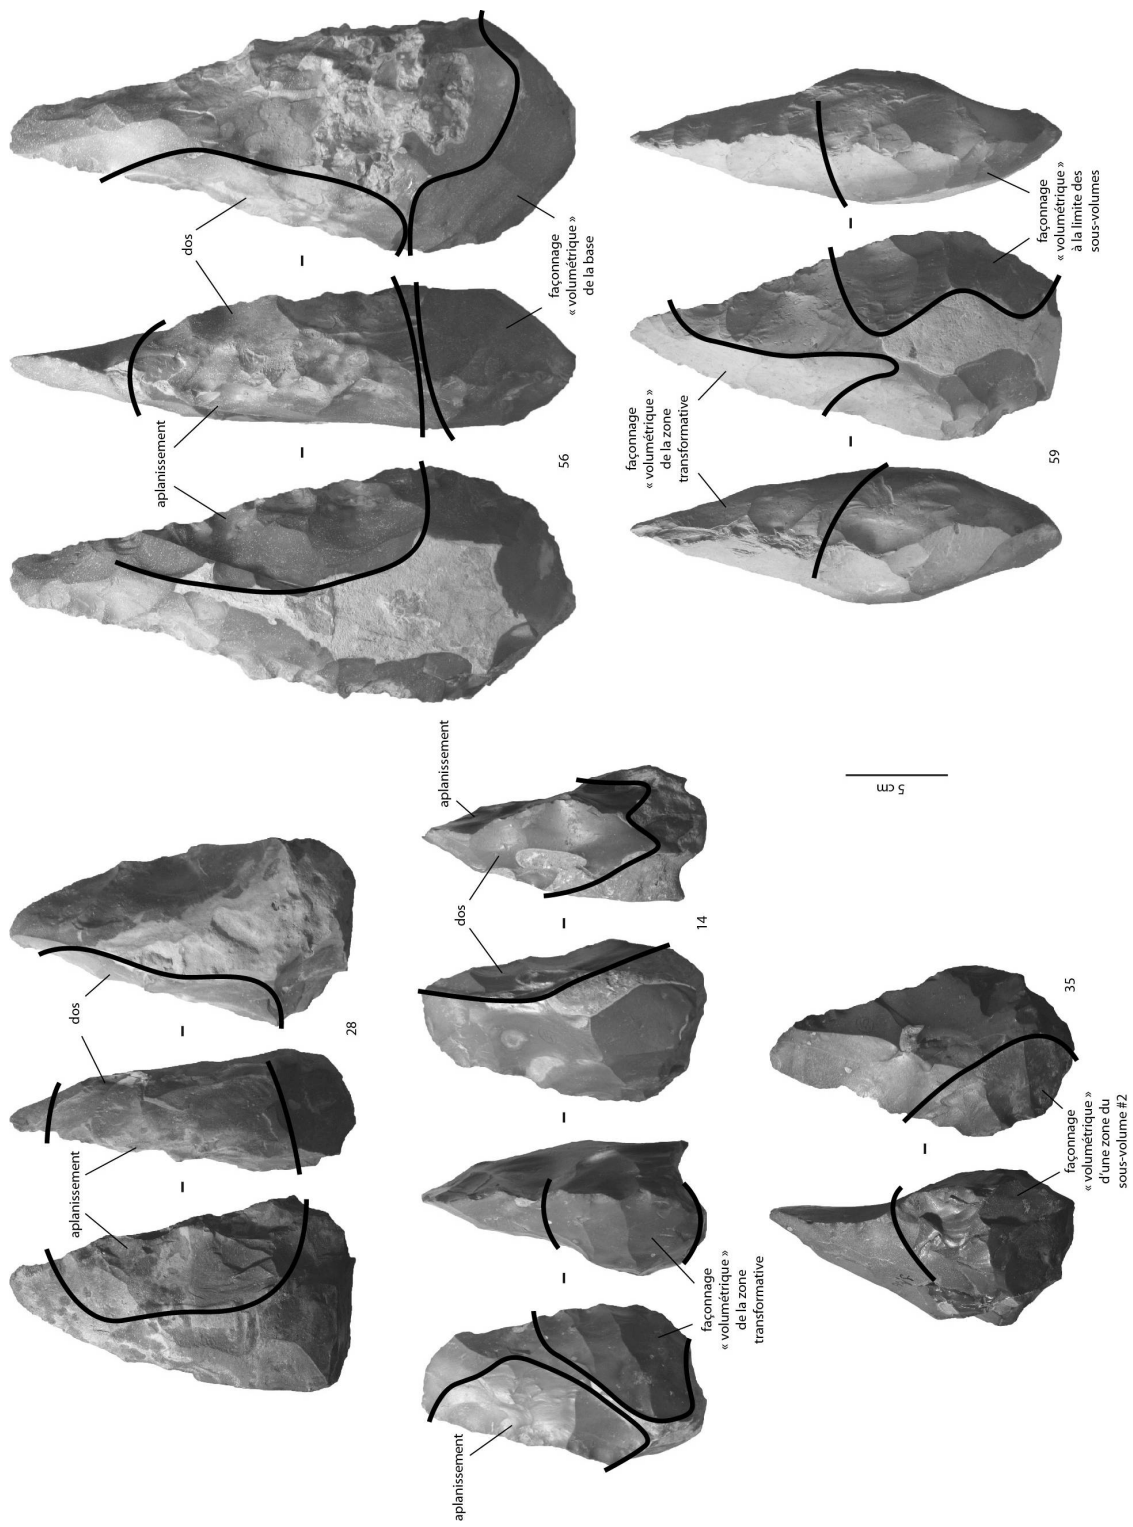 aplanissement
dos
28
aplanissement
façonnage
« volumétrique »
de la zone
transformative
dos
aplanissement
14
façonnage
« volumétrique »
d'une zone du
sous-volume #2
35
5 cm
aplanissement
dos
façonnage
« volumétrique »
de la base
56
façonnage
« volumétrique »
de la zone
transformative
façonnage
« volumétrique »
à la limite des
sous-volumes
59